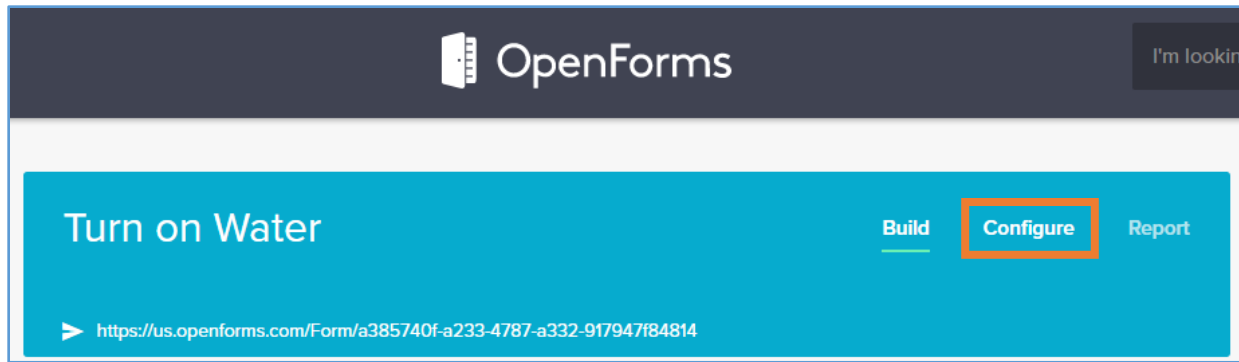 OpenForms
I'm lookin
Turn on Water
Build Configure Report
https://us.openforms.com/Form/a385740f-a233-4787-a332-917947f84814